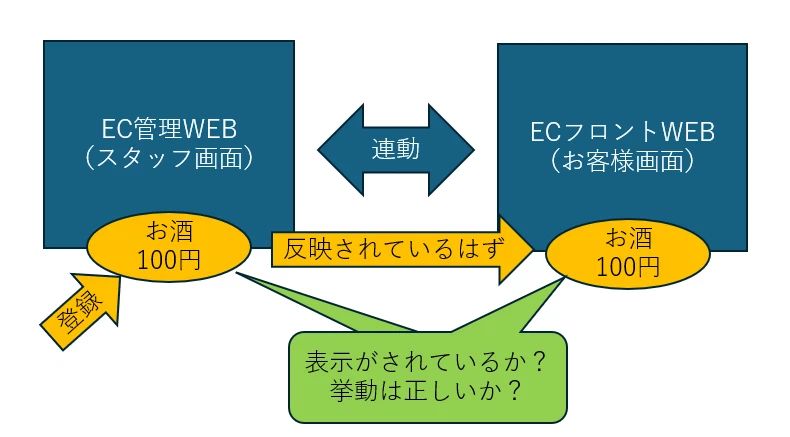 EC管理WEB
（スタッフ画面）
連動
ECフロントWEB
（お客様画面）
お酒
100円
反映されているはず
お酒
100円
登録
表示がされているか？
挙動は正しいか？